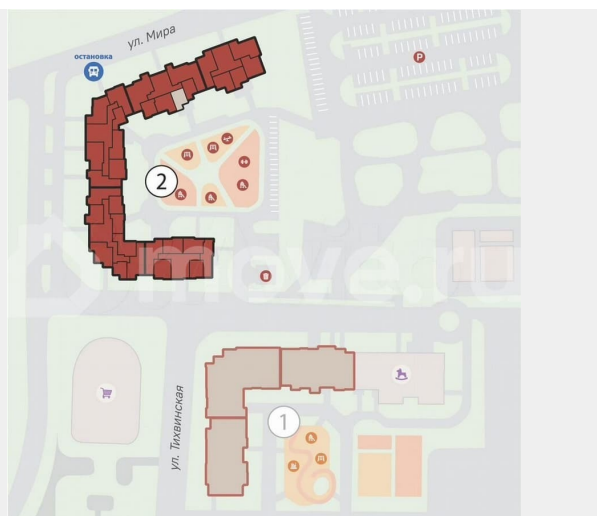 ул. Мира
остановка
P
2
move.ru
ул. Тихвинская
1